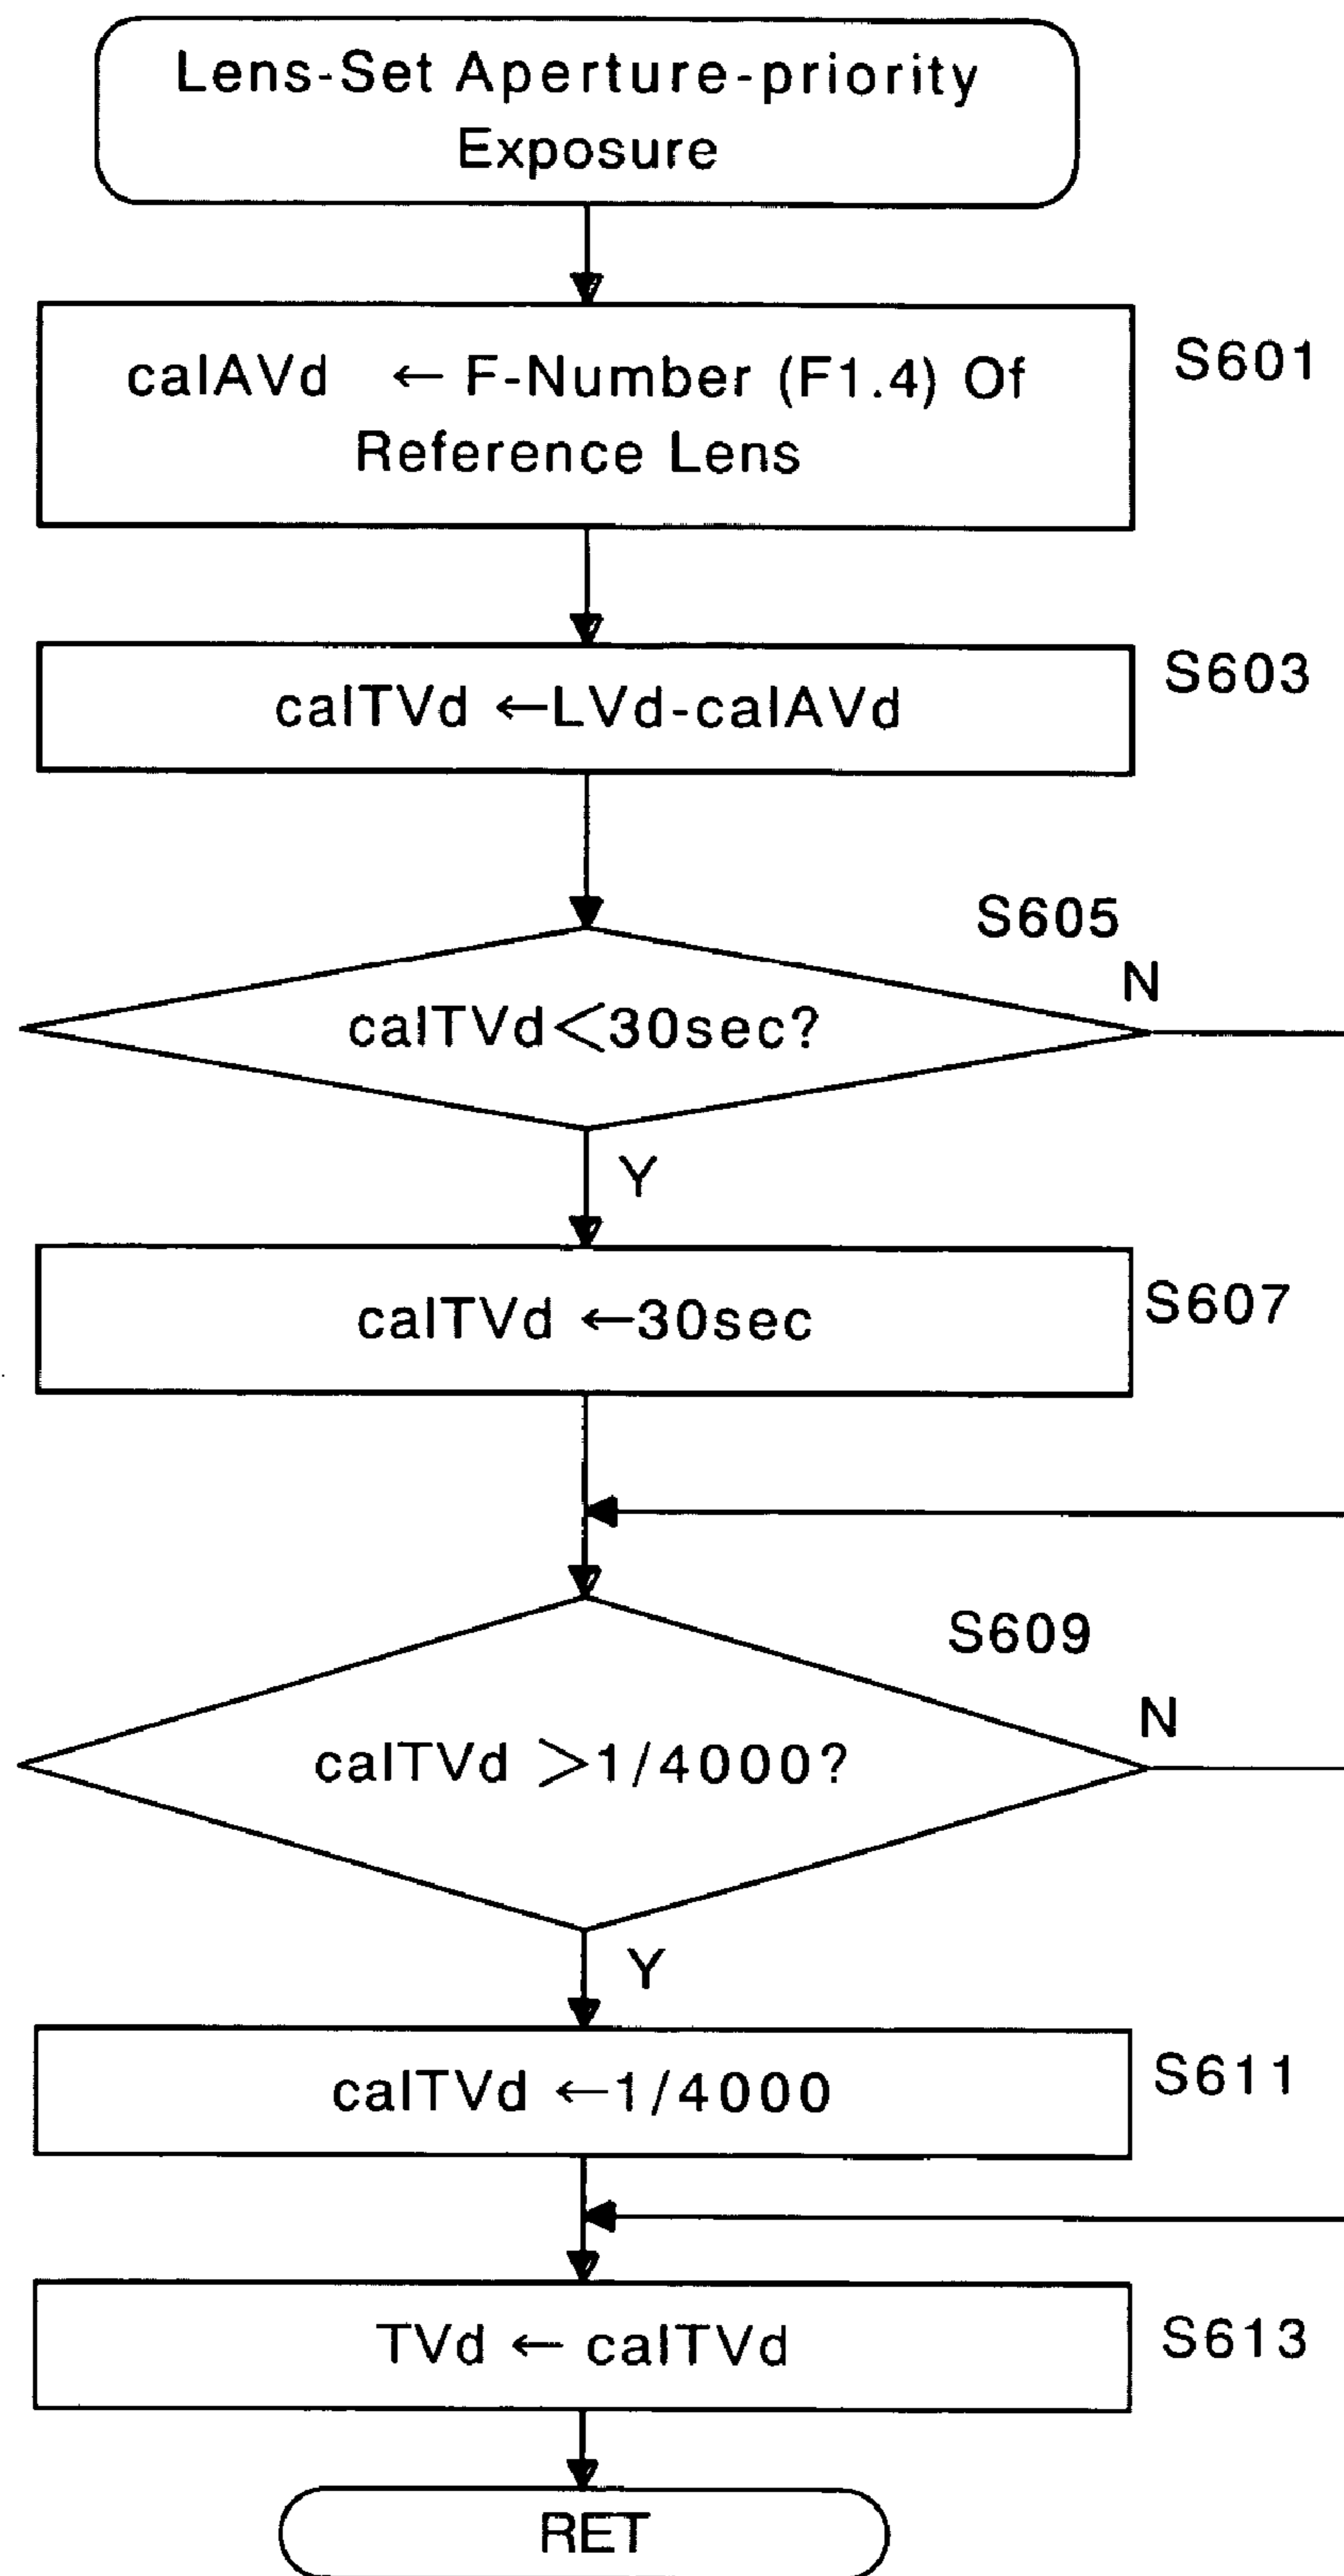 Lens-Set Aperture-priority
Exposure
calAVd ← F-Number (F1.4) Of
Reference Lens
S601
calTVd ←LVd-calAVd
S603
S605
N
calTVd<30sec?
Y
calTVd ←30sec
S607
S609
N
calTVd >1/4000?
Y
calTVd ←1/4000
S611
TVd ← calTVd
S613
RET